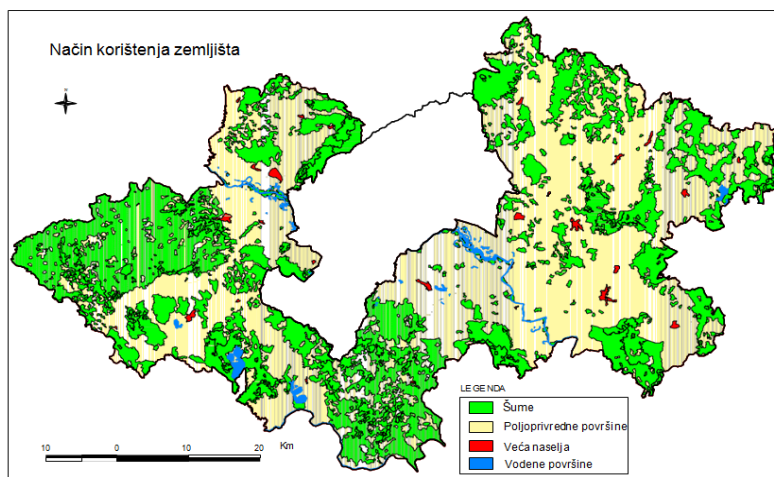 Način korištenja zemljišta
N
LEGENDA
Šume
Poljoprivredne površine
Veća naselja
Vodene površine
10 0 10 20
Km